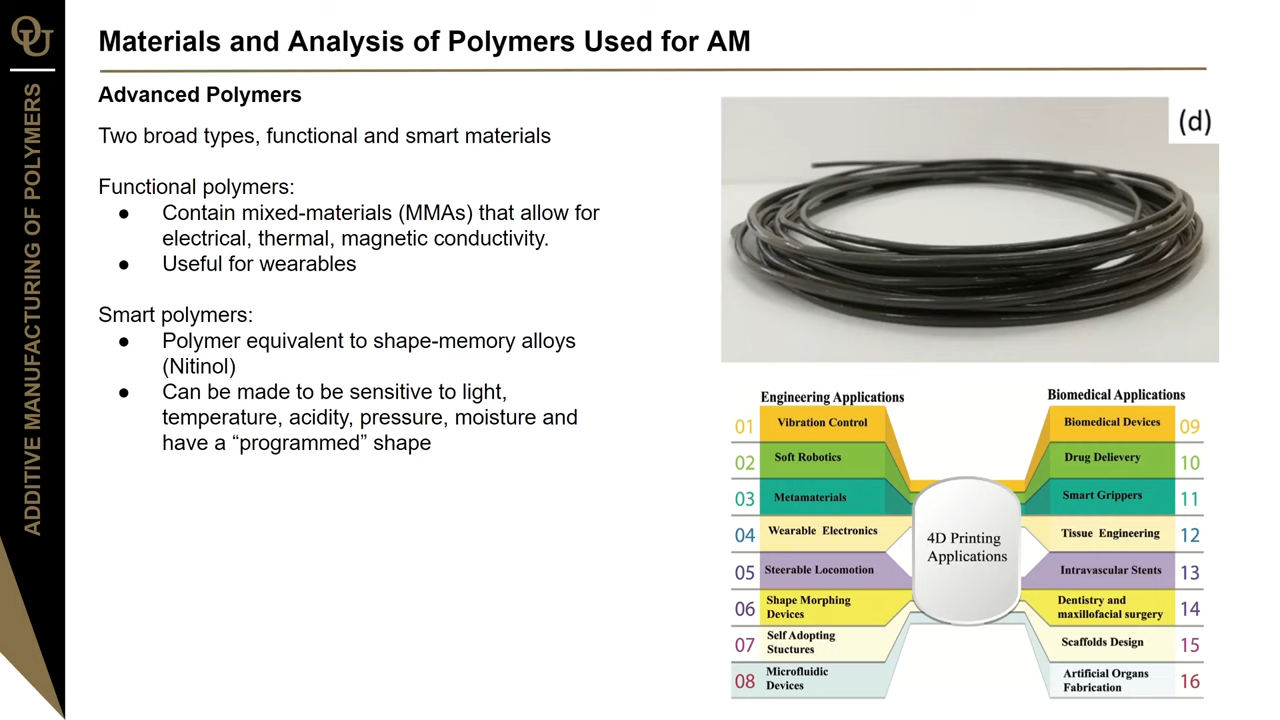 OU
ADDITIVE MANUFACTURING OF POLYMERS
Materials and Analysis of Polymers Used for AM
Advanced Polymers
Two broad types, functional and smart materials
Functional polymers:
● Contain mixed-materials (MMAs) that allow for
electrical, thermal, magnetic conductivity.
● Useful for wearables
Smart polymers:
● Polymer equivalent to shape-memory alloys
(Nitinol)
● Can be made to be sensitive to light,
temperature, acidity, pressure, moisture and
have a “programmed” shape
(d)
Engineering Applications
01 Vibration Control
02 Soft Robotics
03 Metamaterials
04 Wearable Electronics
05 Steerable Locomotion
06 Shape Morphing
Devices
07 Self Adopting
Stuctures
08 Microfluidic
Devices
4D Printing
Applications
Biomedical Applications
Biomedical Devices 09
Drug Delievery 10
Smart Grippers 11
Tissue Engineering 12
Intravascular Stents 13
Dentistry and
maxillofacial surgery 14
Scaffolds Design 15
Artificial Organs
Fabrication 16